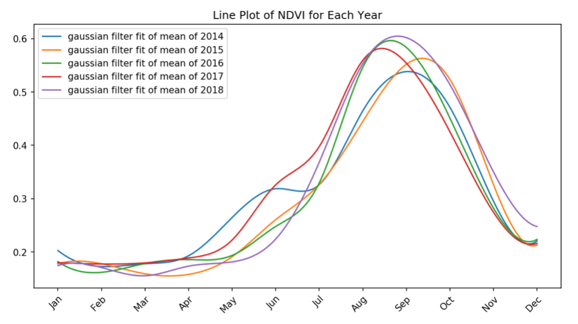 Line Plot of NDVI for Each Year
gaussian filter fit of mean of 2014
gaussian filter fit of mean of 2015
gaussian filter fit of mean of 2016
gaussian filter fit of mean of 2017
gaussian filter fit of mean of 2018
0.6
0.5
0.4
0.3
0.2
Jan Feb Mar Apr May Jun Jul Aug Sep Oct Nov Dec